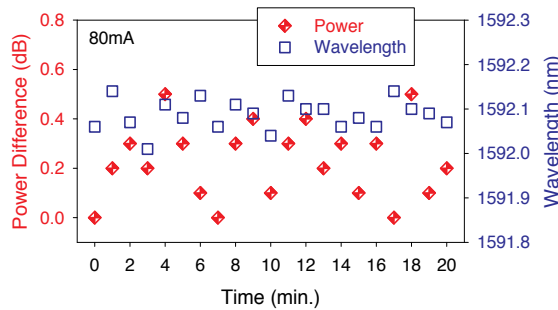 80mA
Power
Wavelength
Power Difference (dB)
0.8
0.6
0.4
0.2
0.0
1592.3
1592.2
1592.1
1592.0
1591.9
1591.8
Wavelength (nm)
0 2 4 6 8 10 12 14 16 18 20
Time (min.)